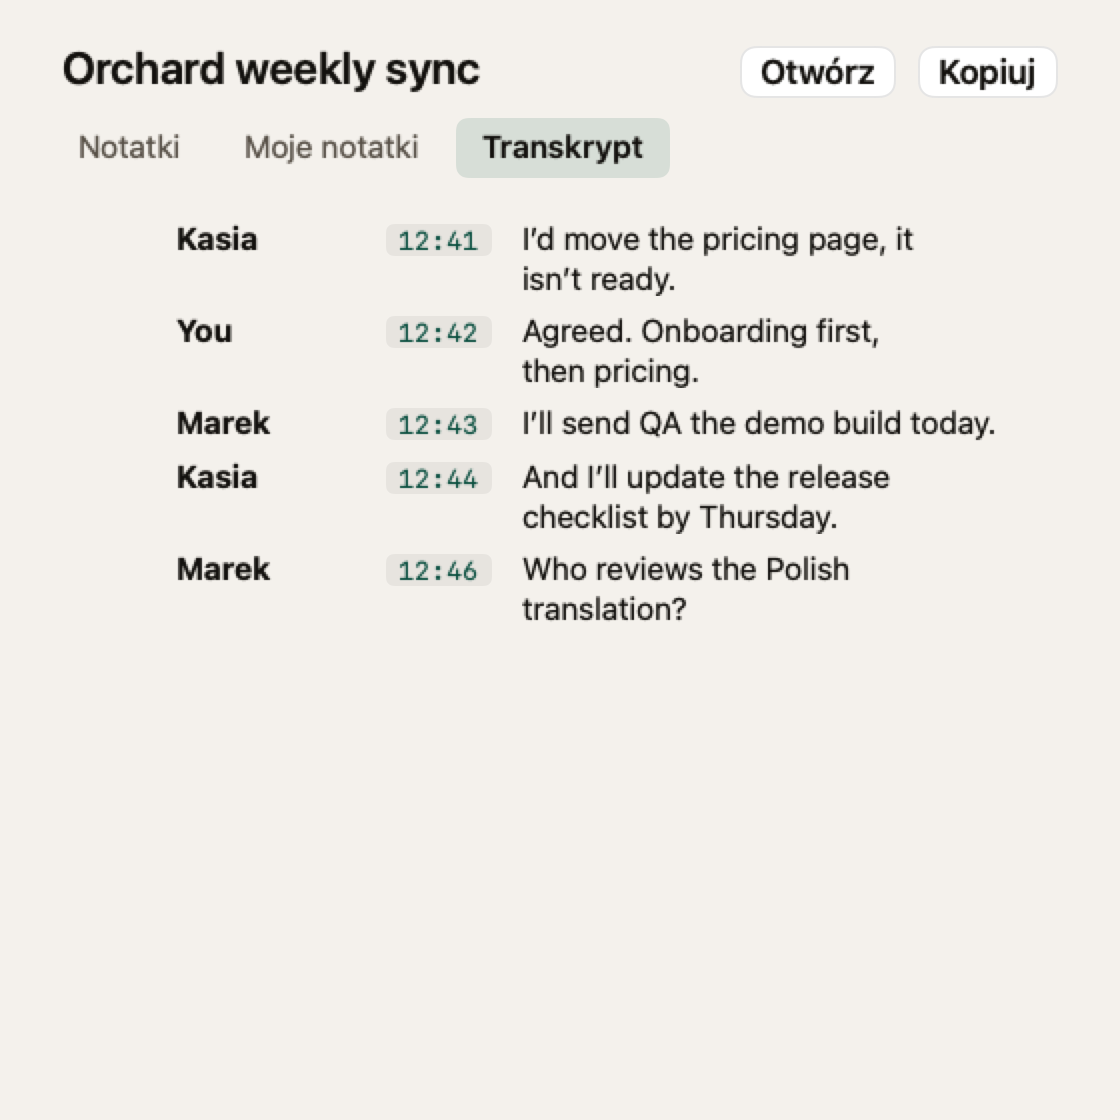 Orchard weekly sync
Otwórz
Kopiuj
Notatki
Moje notatki
Transkrypt
Kasia
12:41
I’d move the pricing page, it
isn’t ready.
You
12:42
Agreed. Onboarding first,
then pricing.
Marek
12:43
I’ll send QA the demo build today.
Kasia
12:44
And I’ll update the release
checklist by Thursday.
Marek
12:46
Who reviews the Polish
translation?